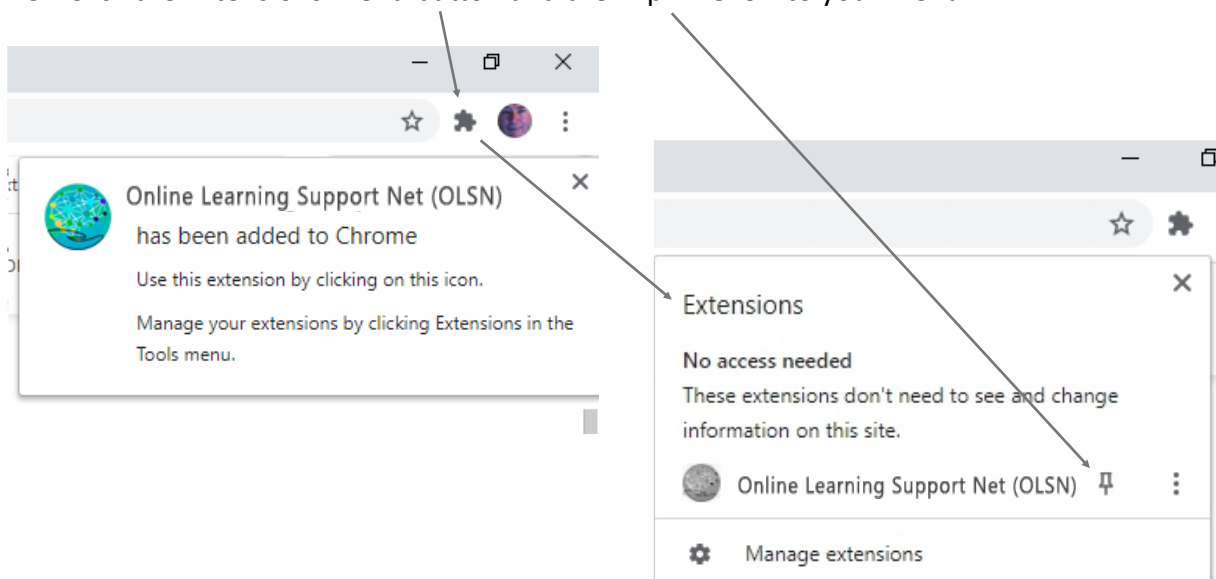 Online Learning Support Net (OLSN)
has been added to Chrome
Use this extension by clicking on this icon.
Manage your extensions by clicking Extensions in the
Tools menu.
Extensions
No access needed
These extensions don't need to see and change
information on this site.
Online Learning Support Net (OLSN)
Manage extensions